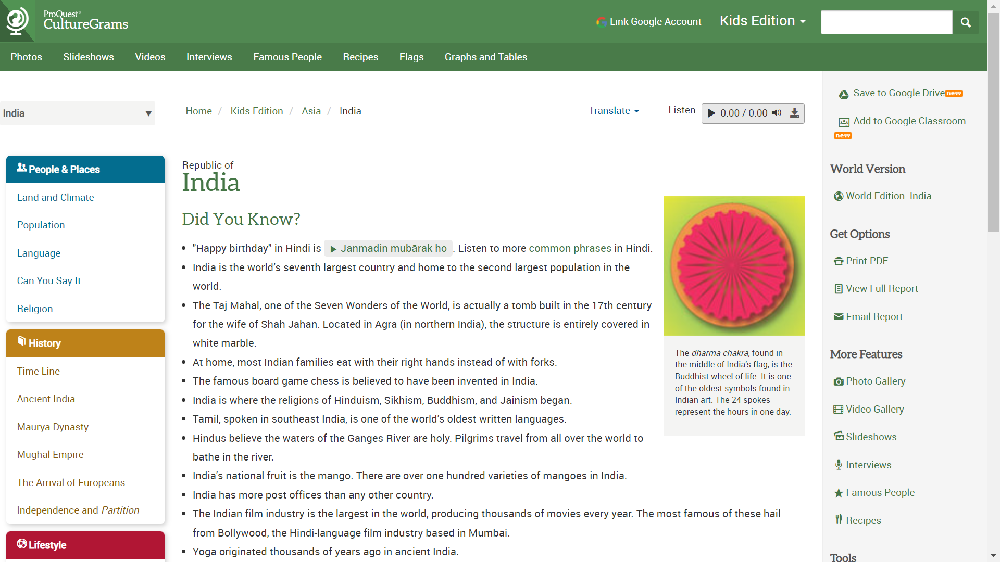 ProQuest®
CultureGrams
Link Google Account
Kids Edition
Photos
Slideshows
Videos
Interviews
Famous People
Recipes
Flags
Graphs and Tables
India
Home / Kids Edition / Asia / India
Translate
Listen:
0:00 / 0:00
People & Places
Land and Climate
Population
Language
Can You Say It
Religion
History
Time Line
Ancient India
Maurya Dynasty
Mughal Empire
The Arrival of Europeans
Independence and Partition
Lifestyle
Republic of
India
Did You Know?
"Happy birthday" in Hindi is Janmadin mubārak ho . Listen to more common phrases in Hindi.
India is the world’s seventh largest country and home to the second largest population in the
world.
The Taj Mahal, one of the Seven Wonders of the World, is actually a tomb built in the 17th century
for the wife of Shah Jahan. Located in Agra (in northern India), the structure is entirely covered in
white marble.
At home, most Indian families eat with their right hands instead of with forks.
The famous board game chess is believed to have been invented in India.
India is where the religions of Hinduism, Sikhism, Buddhism, and Jainism began.
Tamil, spoken in southeast India, is one of the world’s oldest written languages.
Hindus believe the waters of the Ganges River are holy. Pilgrims travel from all over the world to
bathe in the river.
India’s national fruit is the mango. There are over one hundred varieties of mangoes in India.
India has more post offices than any other country.
The Indian film industry is the largest in the world, producing thousands of movies every year. The most famous of these hail
from Bollywood, the Hindi-language film industry based in Mumbai.
Yoga originated thousands of years ago in ancient India.
The dharma chakra, found in
the middle of India’s flag, is the
Buddhist wheel of life. It is one
of the oldest symbols found in
Indian art. The 24 spokes
represent the hours in one day.
Save to Google Drive new
Add to Google Classroom
new
World Version
World Edition: India
Get Options
Print PDF
View Full Report
Email Report
More Features
Photo Gallery
Video Gallery
Slideshows
Interviews
Famous People
Recipes
Tools